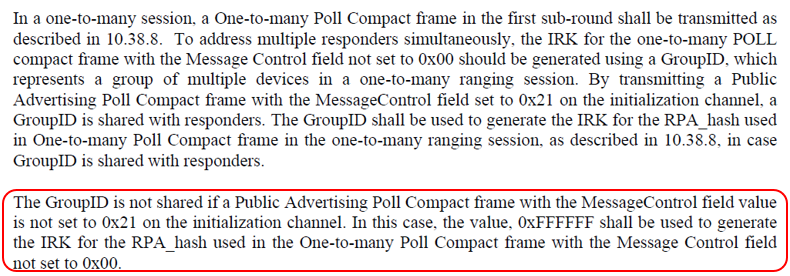 In a one-to-many session, a One-to-many Poll Compact frame in the first sub-round shall be transmitted as
described in 10.38.8. To address multiple responders simultaneously, the IRK for the one-to-many POLL
compact frame with the Message Control field not set to 0x00 should be generated using a GroupID, which
represents a group of multiple devices in a one-to-many ranging session. By transmitting a Public
Advertising Poll Compact frame with the MessageControl field set to 0x21 on the initialization channel, a
GroupID is shared with responders. The GroupID shall be used to generate the IRK for the RPA_hash used
in One-to-many Poll Compact frame in the one-to-many ranging session, as described in 10.38.8, in case
GroupID is shared with responders.
The GroupID is not shared if a Public Advertising Poll Compact frame with the MessageControl field value
is not set to 0x21 on the initialization channel. In this case, the value, 0xFFFFFF shall be used to generate
the IRK for the RPA_hash used in the One-to-many Poll Compact frame with the Message Control field
not set to 0x00.